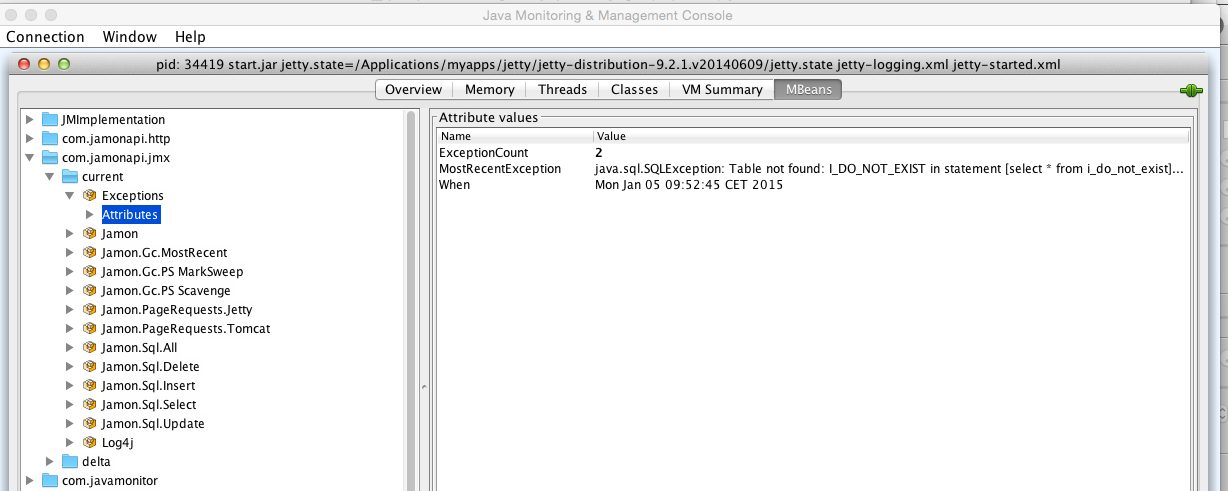 Java Monitoring & Management Console
Connection Window Help
pid: 34419 start.jar jetty.state=/Applications/myapps/jetty/jetty-distribution-9.2.1.v20140609/jetty.state jetty-logging.xml jetty-started.xml
Overview Memory Threads Classes VM Summary MBeans
JMImplementation
com.jamonapi.http
com.jamonapi.jmx
current
Exceptions
Attributes
Jamon
Jamon.Gc.MostRecent
Jamon.Gc.PS MarkSweep
Jamon.Gc.PS Scavenge
Jamon.PageRequests.Jetty
Jamon.PageRequests.Tomcat
Jamon.Sql.All
Jamon.Sql.Delete
Jamon.Sql.Insert
Jamon.Sql.Select
Jamon.Sql.Update
Log4j
delta
com.javamonitor
Attribute values
Name Value
ExceptionCount 2
MostRecentException java.sql.SQLException: Table not found: I_DO_NOT_EXIST in statement [select * from i_do_not_exist]...
When Mon Jan 05 09:52:45 CET 2015